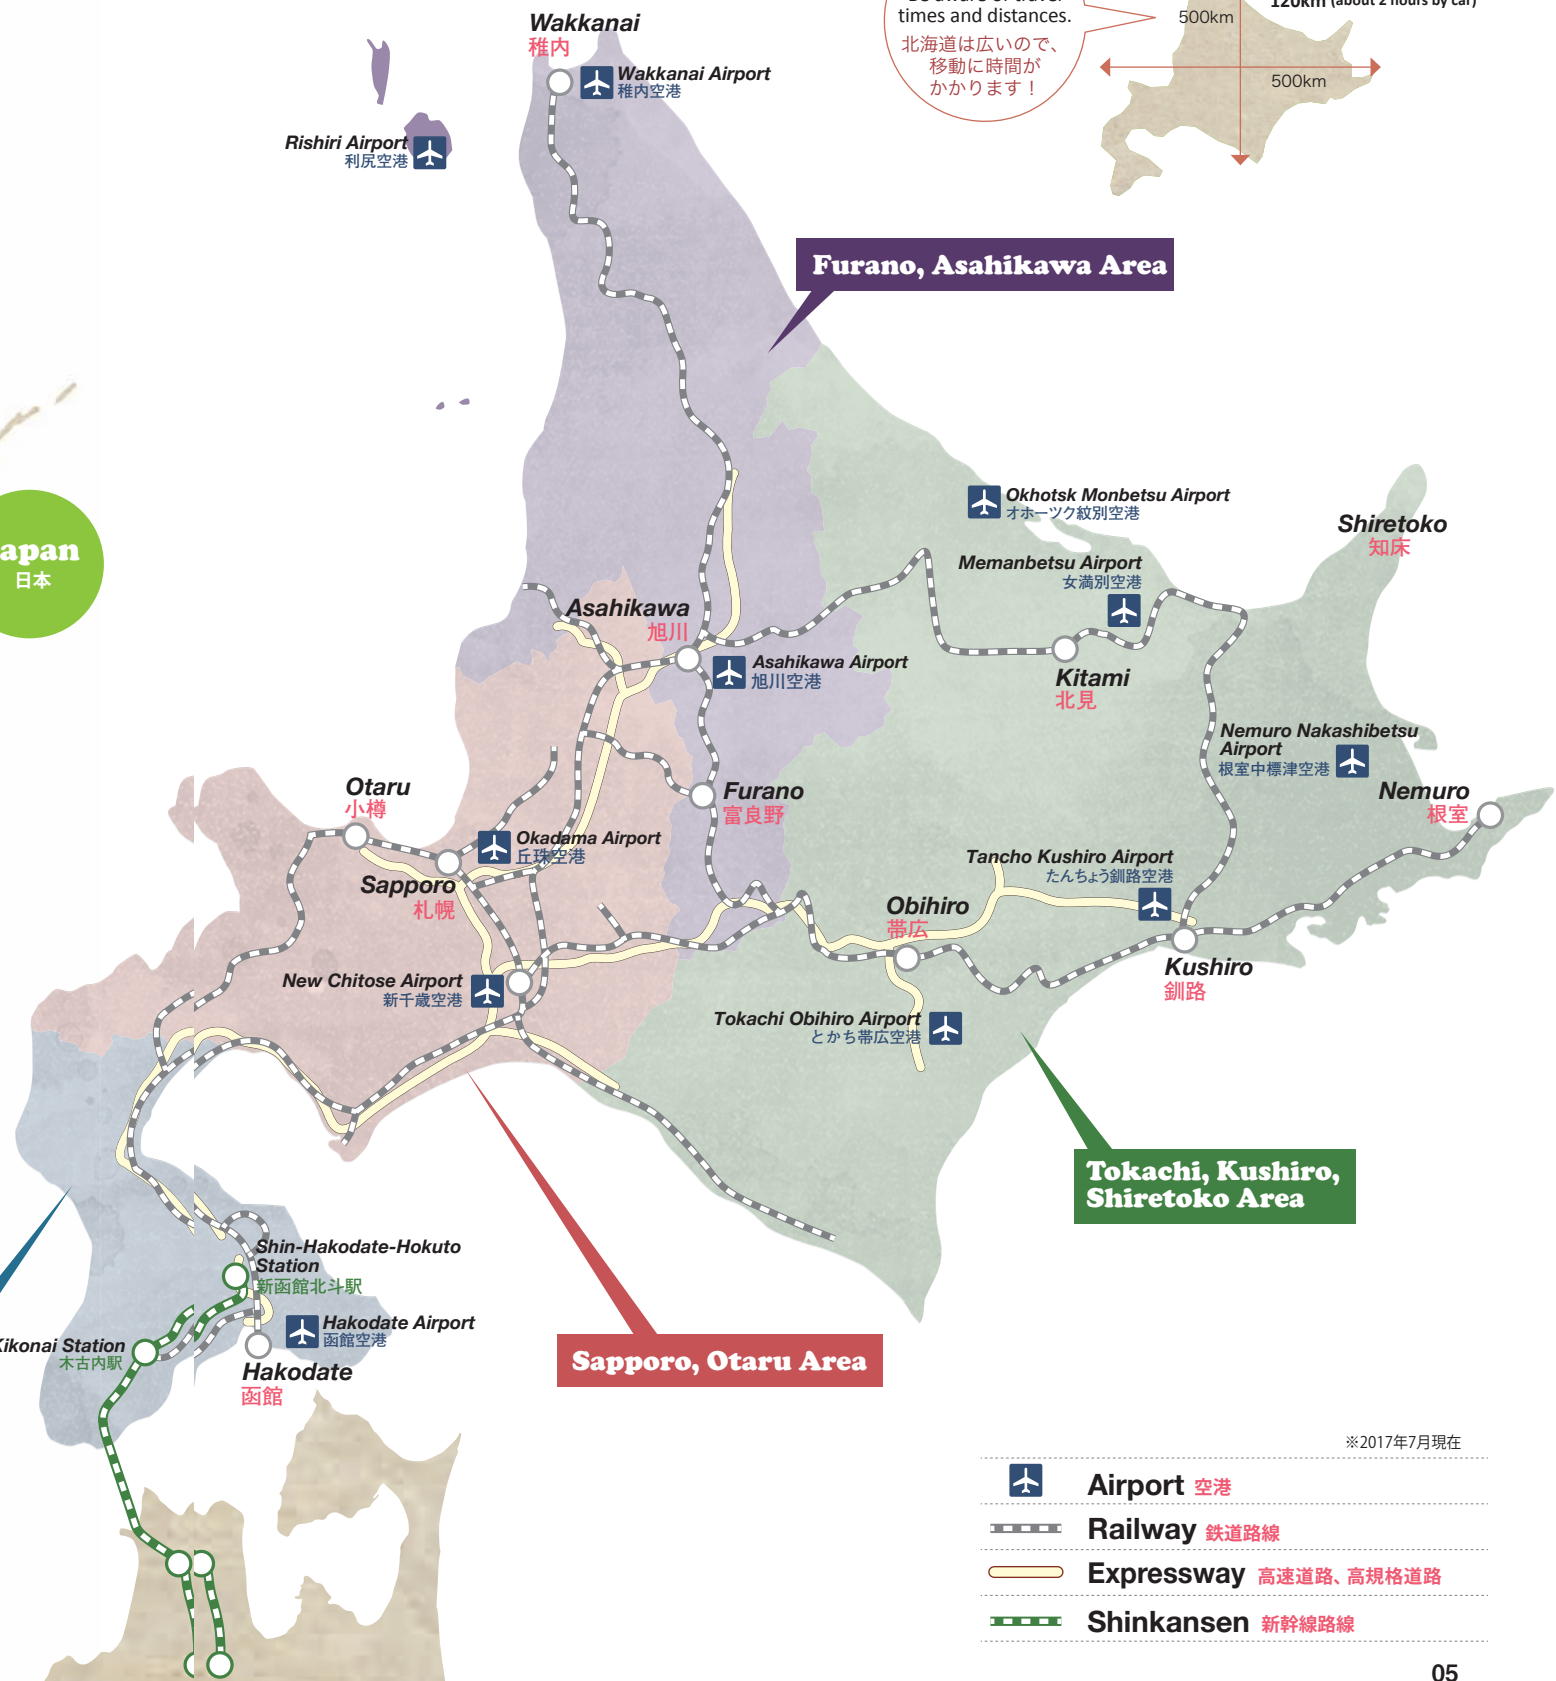 Wakkanai
稚内
Wakkanai Airport
稚内空港
Rishiri Airport
利尻空港
times and distances.
北海道は広いので、
移動に時間が
かかります！
120km (about 2 hours by car)
500km
500km
Furano, Asahikawa Area
apan
日本
Okhotsk Monbetsu Airport
オホーツク紋別空港
Shiretoko
知床
Memanbetsu Airport
女満別空港
Asahikawa
旭川
Asahikawa Airport
旭川空港
Kitami
北見
Nemuro Nakashibetsu
Airport
根室中標津空港
Nemuro
根室
Otaru
小樽
Furano
富良野
Okadama Airport
丘珠空港
Sapporo
札幌
Tancho Kushiro Airport
たんちょう釧路空港
Obihiro
帯広
Kushiro
釧路
New Chitose Airport
新千歳空港
Tokachi Obihiro Airport
とかち帯広空港
Tokachi, Kushiro,
Shiretoko Area
Shin-Hakodate-Hokuto
Station
新函館北斗駅
Hakodate Airport
函館空港
Kikonai Station
木古内駅
Hakodate
函館
Sapporo, Otaru Area
※2017年7月現在
Airport 空港
Railway 鉄道路線
Expressway 高速道路、高規格道路
Shinkansen 新幹線路線
05